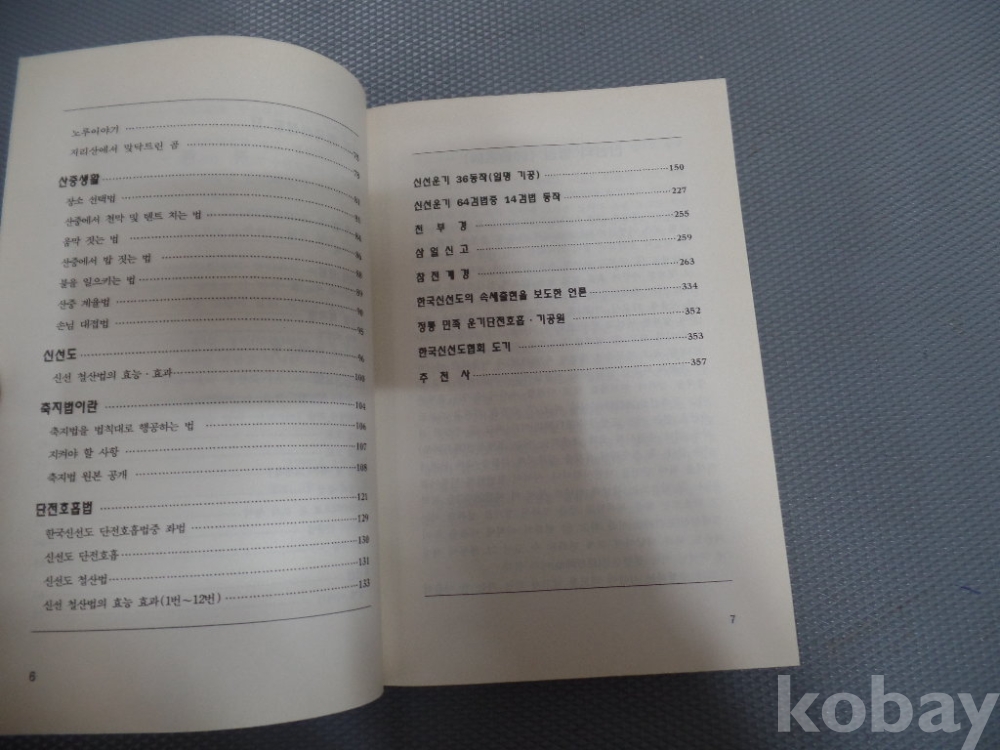 노루이야기 75
지리산에서 맞닥트린 곰 78
산중생활
장소 선택법
산중에서 천막 및 텐트 치는 법
움막 짓는 법
산중에서 밥 짓는 법
불을 일으키는 법
산중 계율법
손님 대접법 95
신선도 96
신선 청산법의 효능·효과 100
축지법이란 104
축지법을 법칙대로 행공하는 법 106
지켜야 할 사항 107
축지법 원본 공개 108
단전호흡법 121
한국신선도 단전호흡법중 좌법 129
신선도 단전호흡 130
신선도 청산법 131
신선 청산법의 효능 효과(1번~12번) 133
6
신선운기 36동작(일명 기공) 150
신선운기 64검법중 14검법 동작 227
천 부 경 255
삼 일 신 고 259
참 전 계 경 263
한국신선도의 속세출현을 보도한 언론 334
정통 민족 운기단전호흡·기공원 352
한국신선도협회 도기 353
주 천 사 357
7
kobay